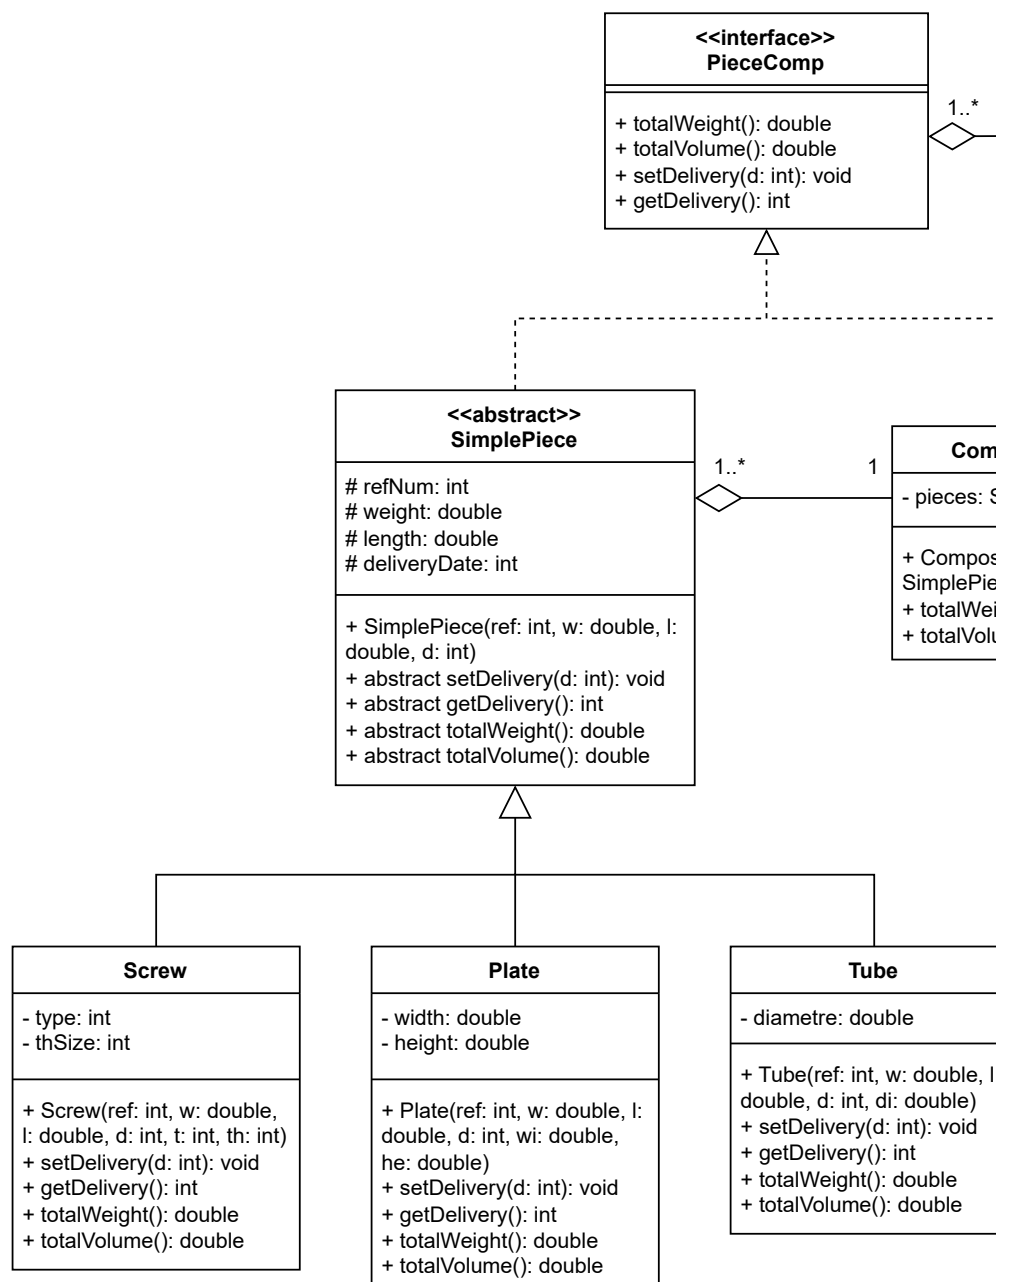 <<interface>>
PieceComp
+ totalWeight(): double
+ totalVolume(): double
+ setDelivery(d: int): void
+ getDelivery(): int
1..*
<<abstract>>
SimplePiece
# refNum: int
# weight: double
# length: double
# deliveryDate: int
+ SimplePiece(ref: int, w: double, l:
double, d: int)
+ abstract setDelivery(d: int): void
+ abstract getDelivery(): int
+ abstract totalWeight(): double
+ abstract totalVolume(): double
1..*
1
- pieces:
+
+
+
Screw
- type: int
- thSize: int
+ Screw(ref: int, w: double,
l: double, d: int, t: int, th: int)
+ setDelivery(d: int): void
+ getDelivery(): int
+ totalWeight(): double
+ totalVolume(): double
Plate
- width: double
- height: double
+ Plate(ref: int, w: double, l:
double, d: int, wi: double,
he: double)
+ setDelivery(d: int): void
+ getDelivery(): int
+ totalWeight(): double
+ totalVolume(): double
Tube
- diametre: double
+ Tube(ref: int, w: double, l
double, d: int, di: double)
+ setDelivery(d: int): void
+ getDelivery(): int
+ totalWeight(): double
+ totalVolume(): double